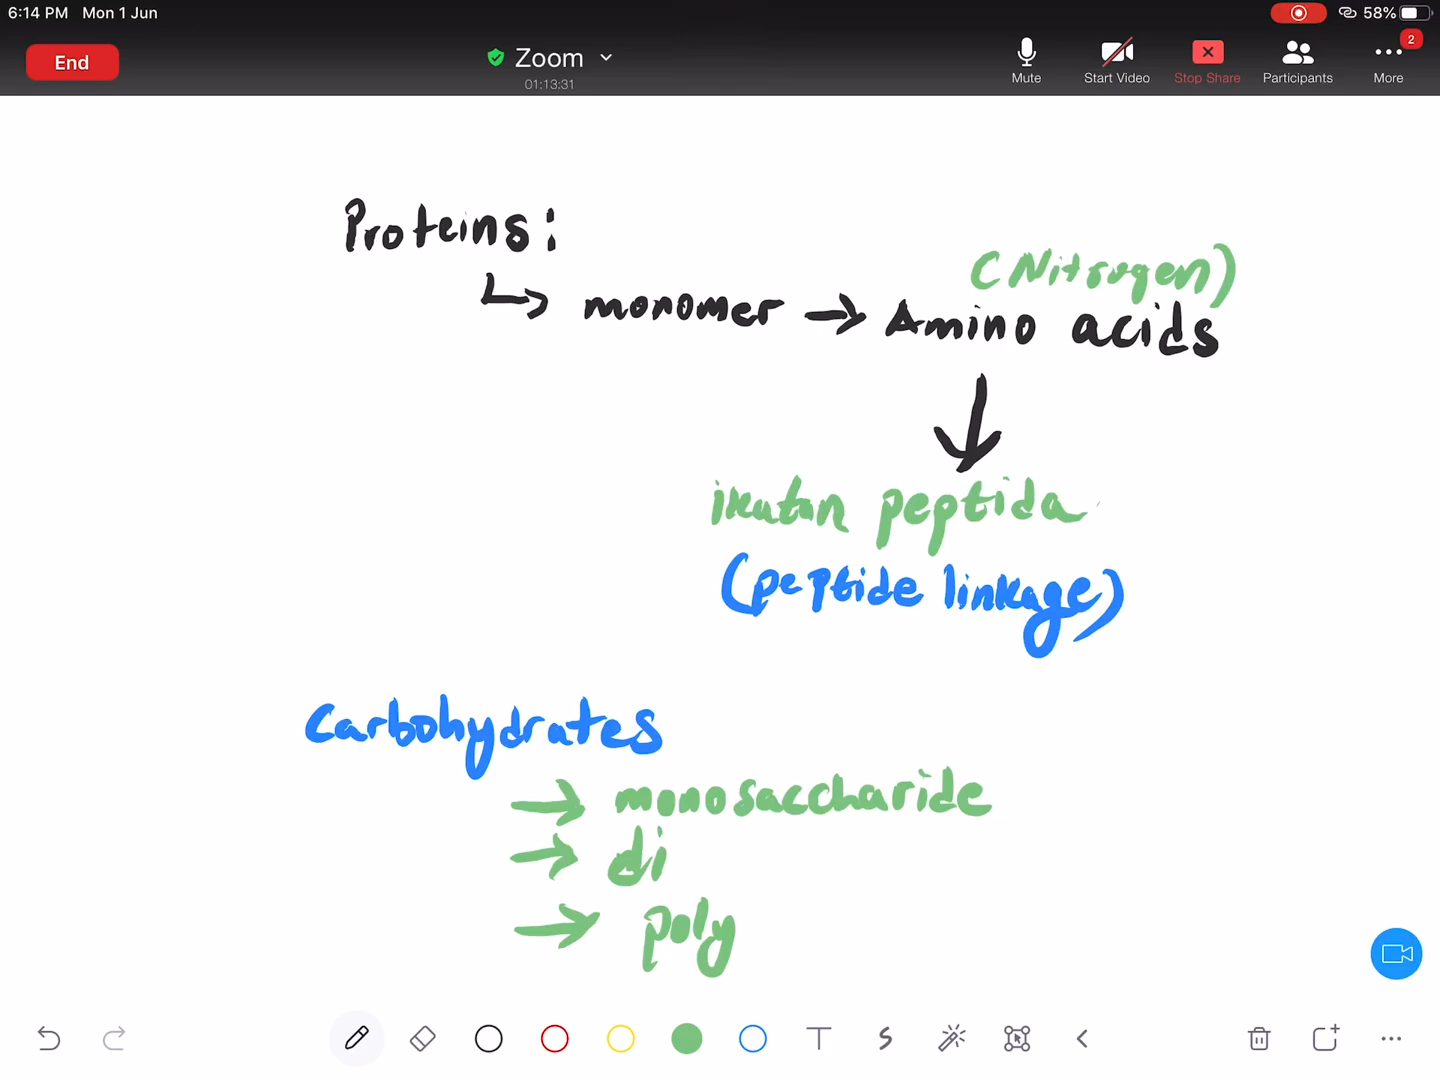 6:14 PM Mon 1 Jun
58%
End
Zoom
01:13:31
Mute
Start Video
Stop Share
Participants
More
2
Proteins:
(Nitrogen)
monomer → Amino acids
ikatan peptida
(peptide linkage)
Carbohydrates
→ monosaccharide
→ di
→ poly
T
S